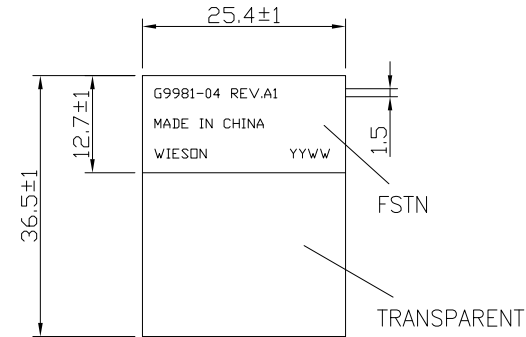 25.4±1
G9981-04 REV.A1
MADE IN CHINA
WIESON YYWW
12.7±1
36.5±1
1.5
FSTN
TRANSPARENT